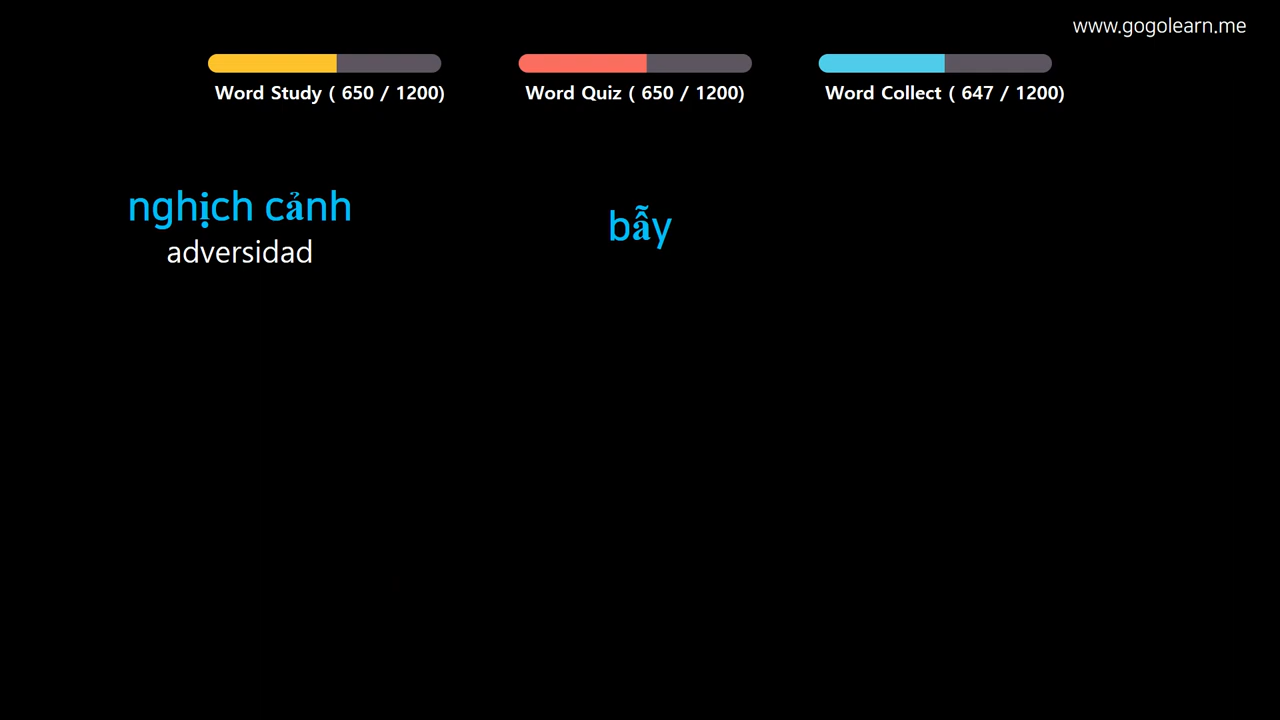 www.gogolearn.me
Word Study ( 650 / 1200)
Word Quiz ( 650 / 1200)
Word Collect ( 647 / 1200)
nghịch cảnh
adversidad
bẫy